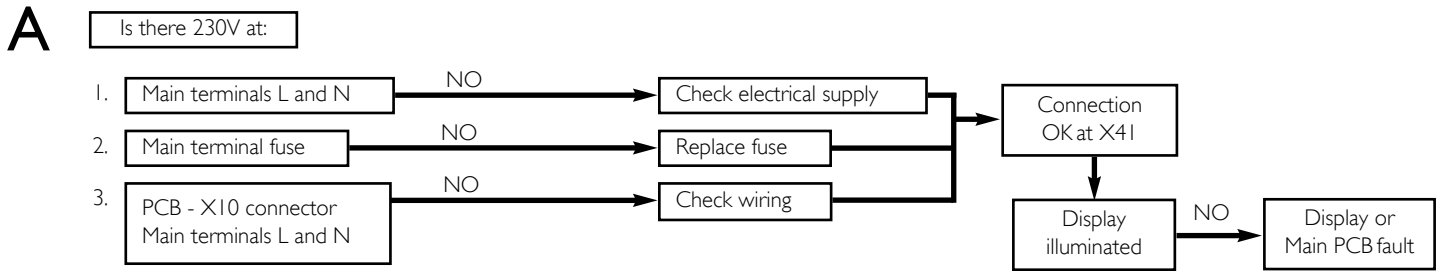 A
Is there 230V at:
1. Main terminals L and N
NO
Check electrical supply
2. Main terminal fuse
NO
Replace fuse
3. PCB - X10 connector
Main terminals L and N
NO
Check wiring
Connection
OK at X41
Display
illuminated
NO
Display or
Main PCB fault